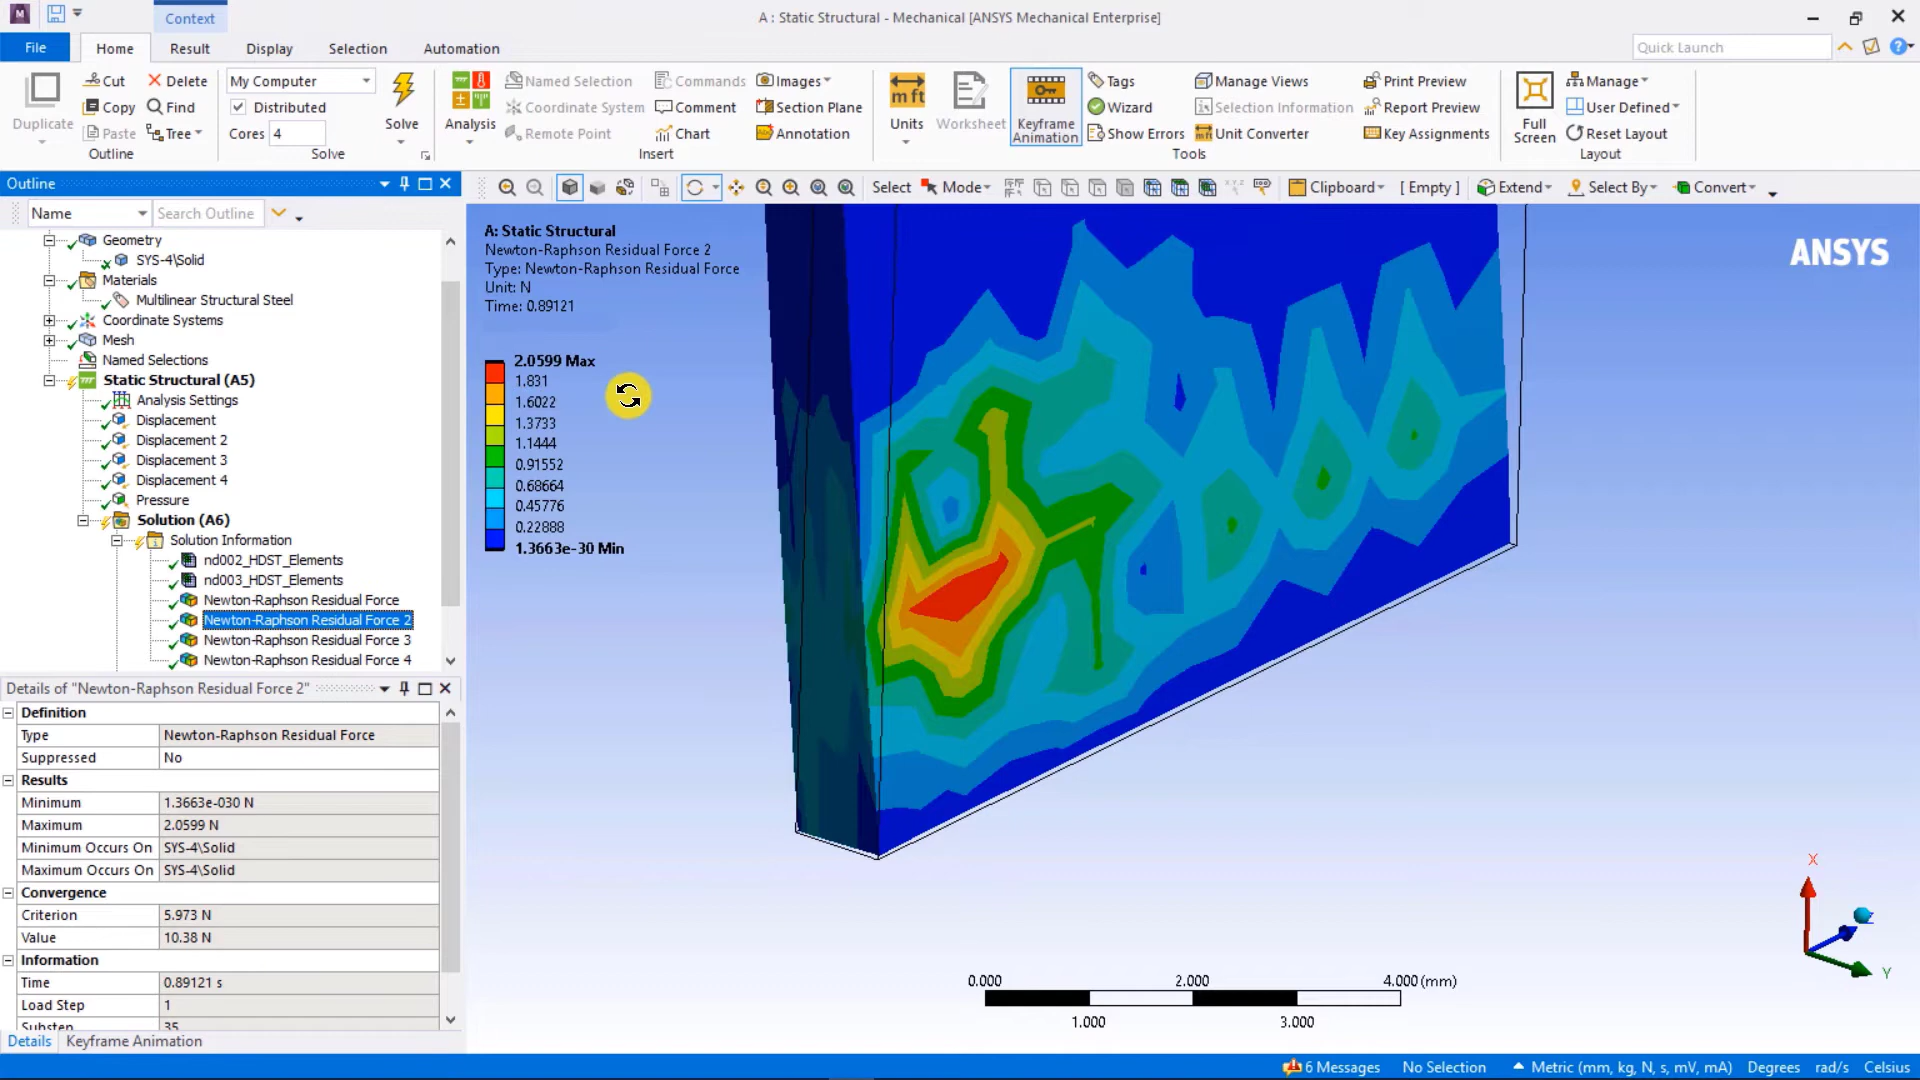 A : Static Structural - Mechanical [ANSYS Mechanical Enterprise]
Context
File
Home
Result
Display
Selection
Automation
Quick Launch
Duplicate
Cut
Delete
Copy
Find
Paste
Tree
Outline
My Computer
Distributed
Cores 4
Solve
Solve
Analysis
Named Selection
Coordinate System
Remote Point
Commands
Comment
Chart
Images
Section Plane
Annotation
Insert
Units
Worksheet
Keyframe
Animation
Tags
Wizard
Show Errors
Manage Views
Selection Information
Unit Converter
Print Preview
Report Preview
Key Assignments
Tools
Full
Screen
Manage
User Defined
Reset Layout
Layout
Outline
Select
Mode
Clipboard
[ Empty ]
Extend
Select By
Convert
Name
Search Outline
Geometry
SYS-4\Solid
Materials
Multilinear Structural Steel
Coordinate Systems
Mesh
Named Selections
Static Structural (A5)
Analysis Settings
Displacement
Displacement 2
Displacement 3
Displacement 4
Pressure
Solution (A6)
Solution Information
nd002_HDST_Elements
nd003_HDST_Elements
Newton-Raphson Residual Force
Newton-Raphson Residual Force 2
Newton-Raphson Residual Force 3
Newton-Raphson Residual Force 4
Details of "Newton-Raphson Residual Force 2"
Definition
Type Newton-Raphson Residual Force
Suppressed No
Results
Minimum 1.3663e-030 N
Maximum 2.0599 N
Minimum Occurs On SYS-4\Solid
Maximum Occurs On SYS-4\Solid
Convergence
Criterion 5.973 N
Value 10.38 N
Information
Time 0.89121 s
Load Step 1
Substep 35
Details
Keyframe Animation
A: Static Structural
Newton-Raphson Residual Force 2
Type: Newton-Raphson Residual Force
Unit: N
Time: 0.89121
2.0599 Max
1.831
1.6022
1.3733
1.1444
0.91552
0.68664
0.45776
0.22888
1.3663e-30 Min
ANSYS
X
Y
0.000 2.000 4.000 (mm)
1.000 3.000
6 Messages
No Selection
Metric (mm, kg, N, s, mV, mA)
Degrees
rad/s
Celsius